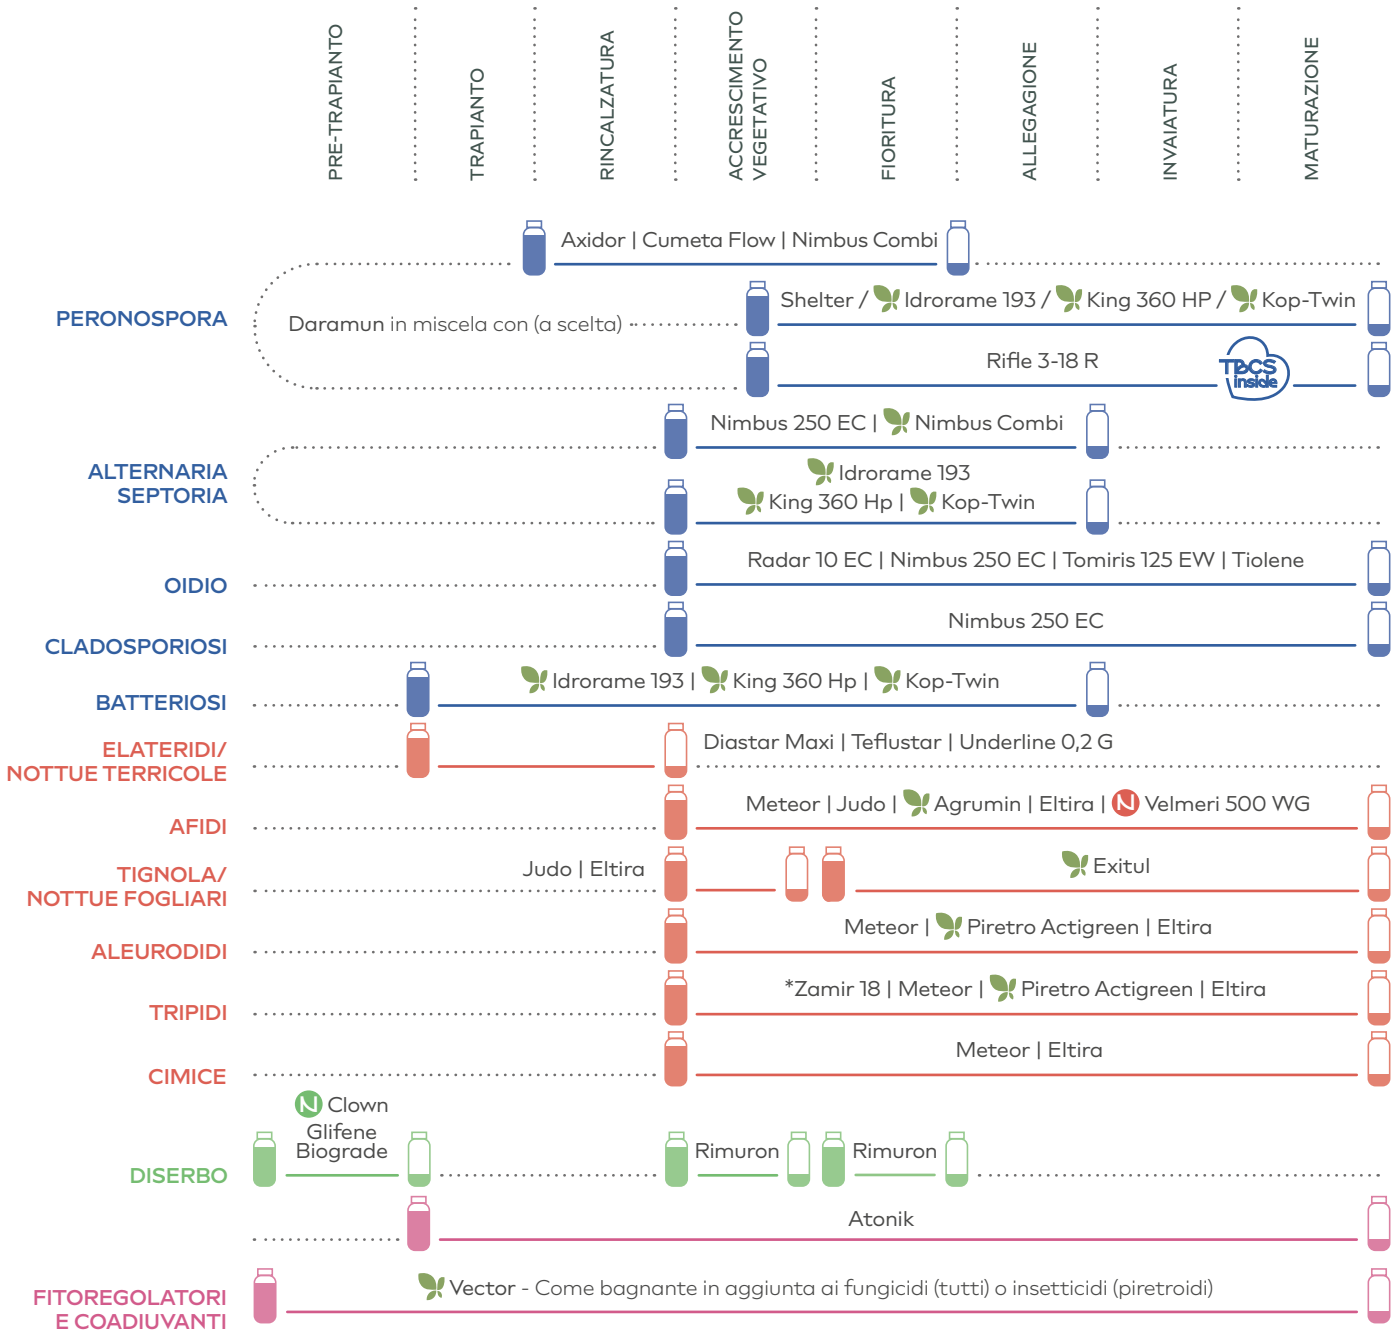 PRE-TRAPIANTO
TRAPIANTO
RINCALZATURA
ACCRESCIMENTO
VEGETATIVO
FIORITURA
ALLEGAGIONE
INVAIATURA
MATURAZIONE
Axidor | Cumeta Flow | Nimbus Combi
PERONOSPORA
Daramun in miscela con (a scelta)
Shelter / Idrorame 193 / King 360 HP / Kop-Twin
Rifle 3-18 R
TBCS
inside
ALTERNARIA
SEPTORIA
Nimbus 250 EC | Nimbus Combi
Idrorame 193
King 360 Hp | Kop-Twin
OIDIO
Radar 10 EC | Nimbus 250 EC | Tomiris 125 EW | Tiolene
CLADOSPORIOSI
Nimbus 250 EC
BATTERIOSI
Idrorame 193 | King 360 Hp | Kop-Twin
ELATERIDI/
NOTTUE TERRICOLE
Diastar Maxi | Teflustar | Underline 0,2 G
AFIDI
Meteor | Judo | Agrumin | Eltira | N Velmeri 500 WG
TIGNOLA/
NOTTUE FOGLIARI
Judo | Eltira
Exitul
ALEURODIDI
Meteor | Piretro Actigreen | Eltira
TRIPIDI
*Zamir 18 | Meteor | Piretro Actigreen | Eltira
CIMICE
Meteor | Eltira
DISERBO
N Clown
Glifene
Biograde
Rimuron
Rimuron
Atonik
FITOREGOLATORI
E COADIUVANTI
Vector - Come bagnante in aggiunta ai fungicidi (tutti) o insetticidi (piretroidi)